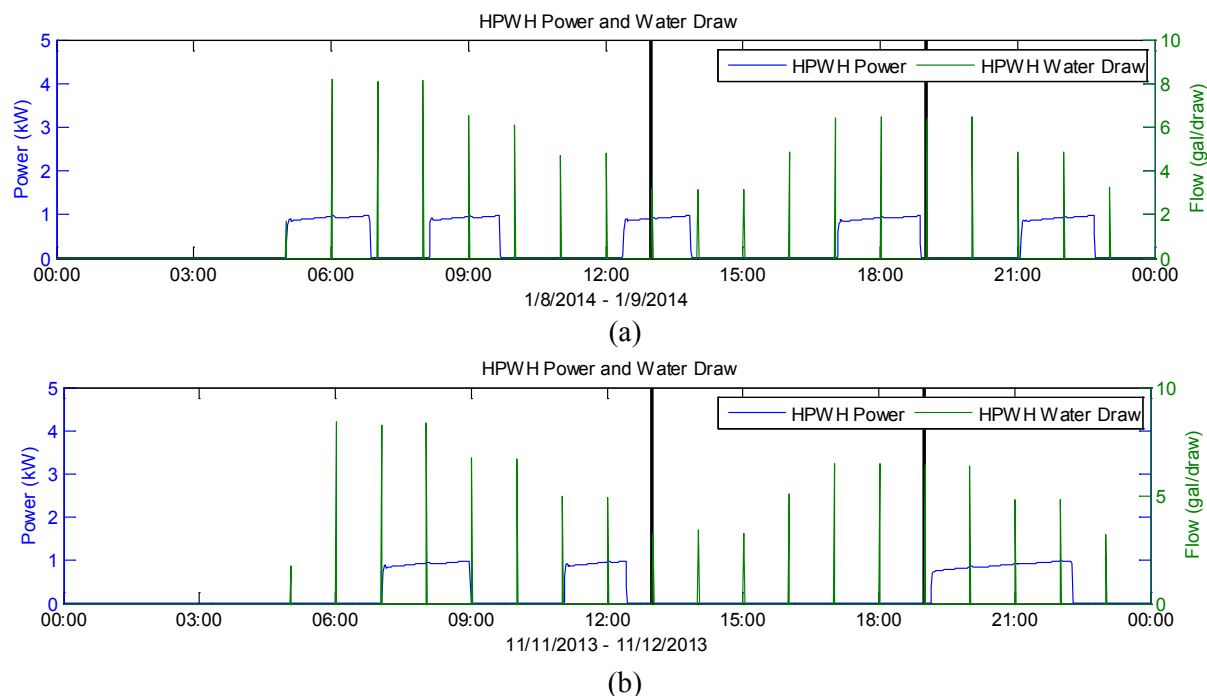 HPWH Power and Water Draw
5
4
3
2
1
0
Power (kW)
HPWH Power
HPWH Water Draw
10
8
6
4
2
0
Flow (gal/draw)
00:00 03:00 06:00 09:00 12:00 15:00 18:00 21:00 00:00
1/8/2014 - 1/9/2014
(a)
HPWH Power and Water Draw
5
4
3
2
1
0
Power (kW)
HPWH Power
HPWH Water Draw
10
5
0
Flow (gal/draw)
00:00 03:00 06:00 09:00 12:00 15:00 18:00 21:00 00:00
11/11/2013 - 11/12/2013
(b)